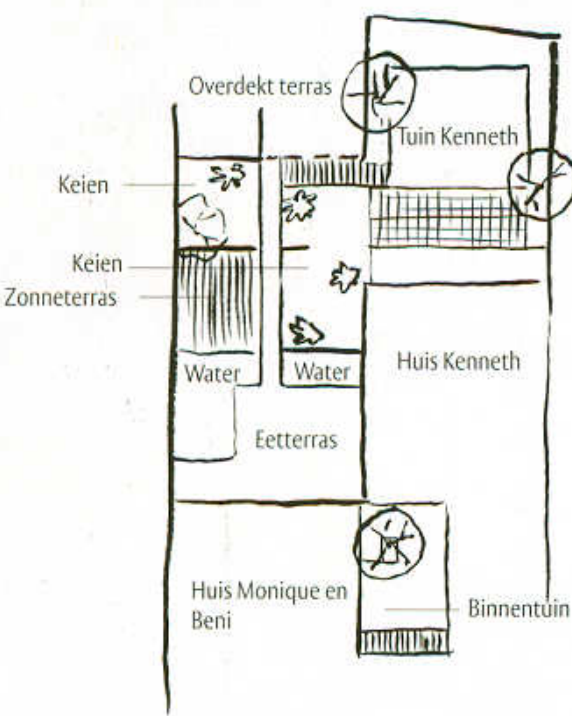 Overdekt terras
Tuin Kenneth
Keien
Keien
Zonneterras
Huis Kenneth
Water
Water
Eetterras
Huis Monique en
Beni
Binnentuin